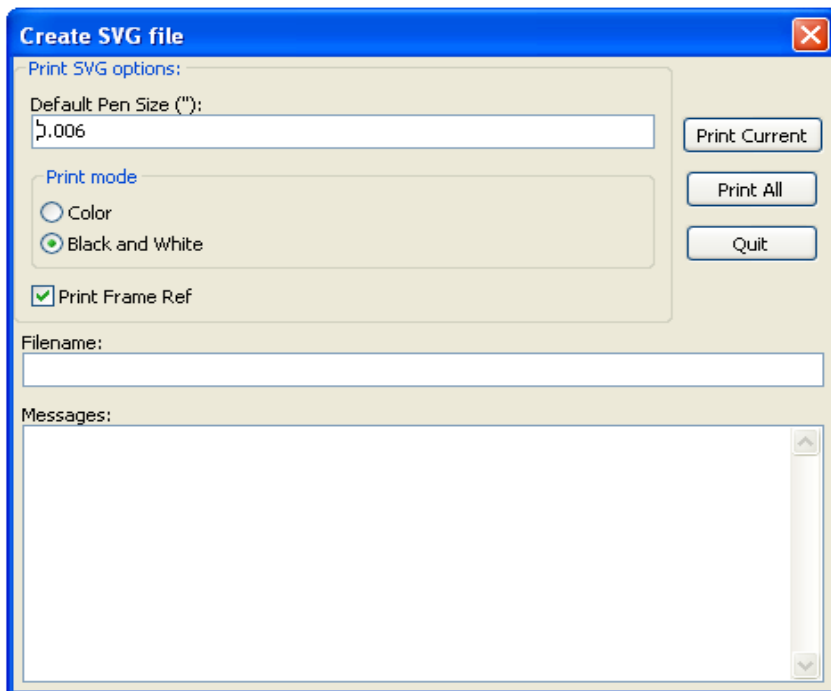 Create SVG file
Print SVG options:
Default Pen Size ("):
0.006
Print Current
Print mode
Print All
Color
Black and White
Quit
Print Frame Ref
Filename:
Messages: